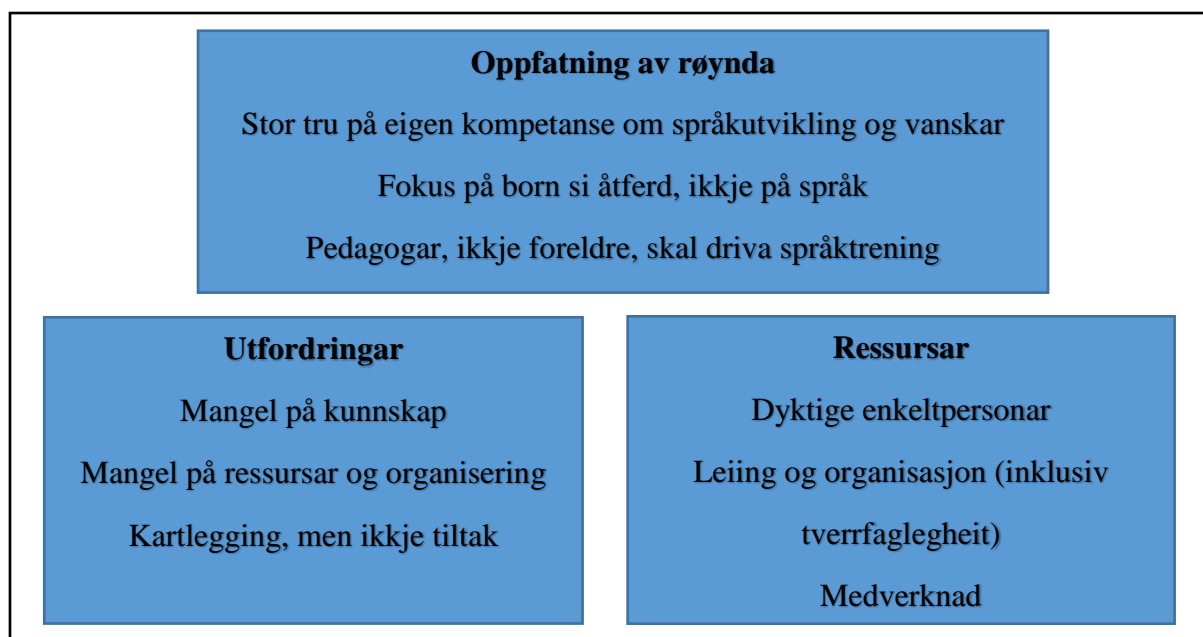 Oppfatning av røynda
Stor tru på eigen kompetanse om språkutvikling og vanskar
Fokus på born si åtferd, ikkje på språk
Pedagogar, ikkje foreldre, skal driva språktrening
Utfordringar
Mangel på kunnskap
Mangel på ressursar og organisering
Kartlegging, men ikkje tiltak
Ressursar
Dyktige enkeltpersonar
Leiing og organisasjon (inklusiv
tverrfaglegheit)
Medverknad